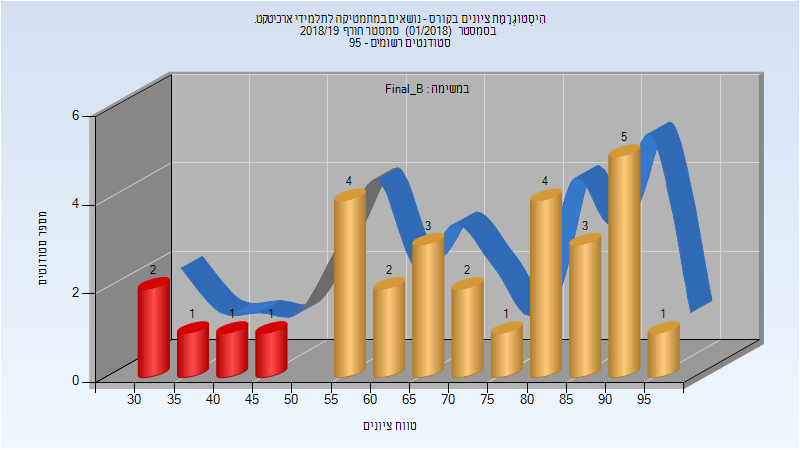 הִיסְטוֹגְרַמַת ציונים בקורס - נושאים במתמטיקה לתלמידי ארכיטקט.
בסמסטר (01/2018) סמסטר חורף 2018/19
סטודנטים רשומים - 95
במשימה : Final_B
מספר סטודנטים
6
4
2
0
2
1
1
1
4
2
3
2
1
4
3
5
1
30 35 40 45 50 55 60 65 70 75 80 85 90 95
טווח ציונים